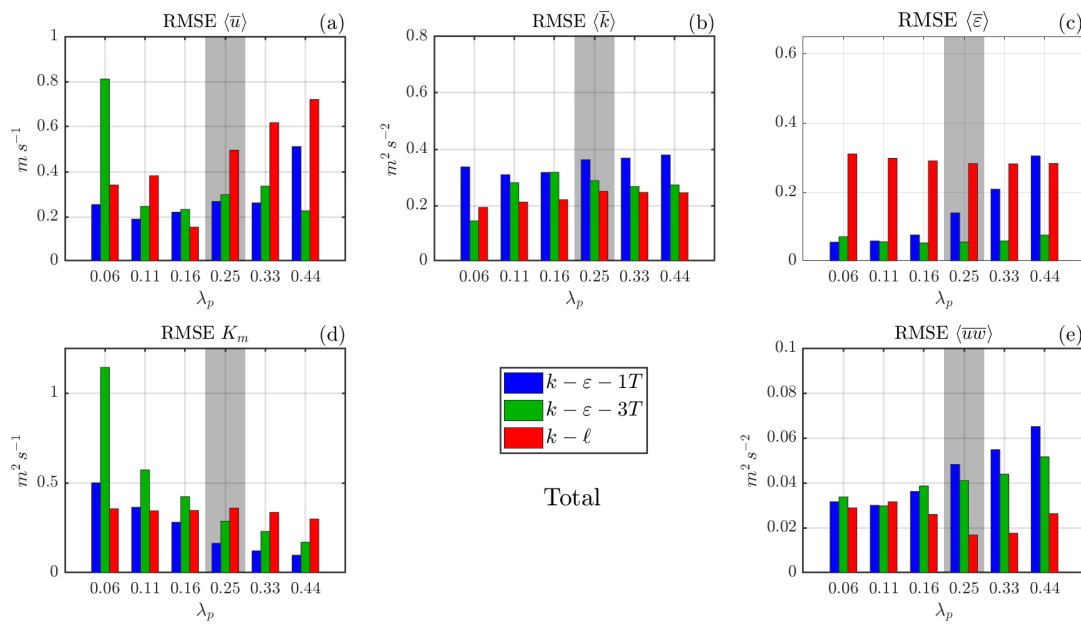 RMSE ⟨u̅⟩ (a)
1
0.8
0.6
0.4
0.2
0
m s⁻¹
0.06 0.11 0.16 0.25 0.33 0.44
λₚ
RMSE ⟨k̅⟩ (b)
0.8
0.6
0.4
0.2
0
m² s⁻²
0.06 0.11 0.16 0.25 0.33 0.44
λₚ
RMSE ⟨ε̅⟩ (c)
0.6
0.4
0.2
0
0.06 0.11 0.16 0.25 0.33 0.44
λₚ
RMSE Kₘ (d)
1
0.5
0
m² s⁻¹
0.06 0.11 0.16 0.25 0.33 0.44
λₚ
k − ε − 1T
k − ε − 3T
k − ℓ
Total
RMSE ⟨u̅w̅⟩ (e)
0.1
0.08
0.06
0.04
0.02
0
m² s⁻²
0.06 0.11 0.16 0.25 0.33 0.44
λₚ